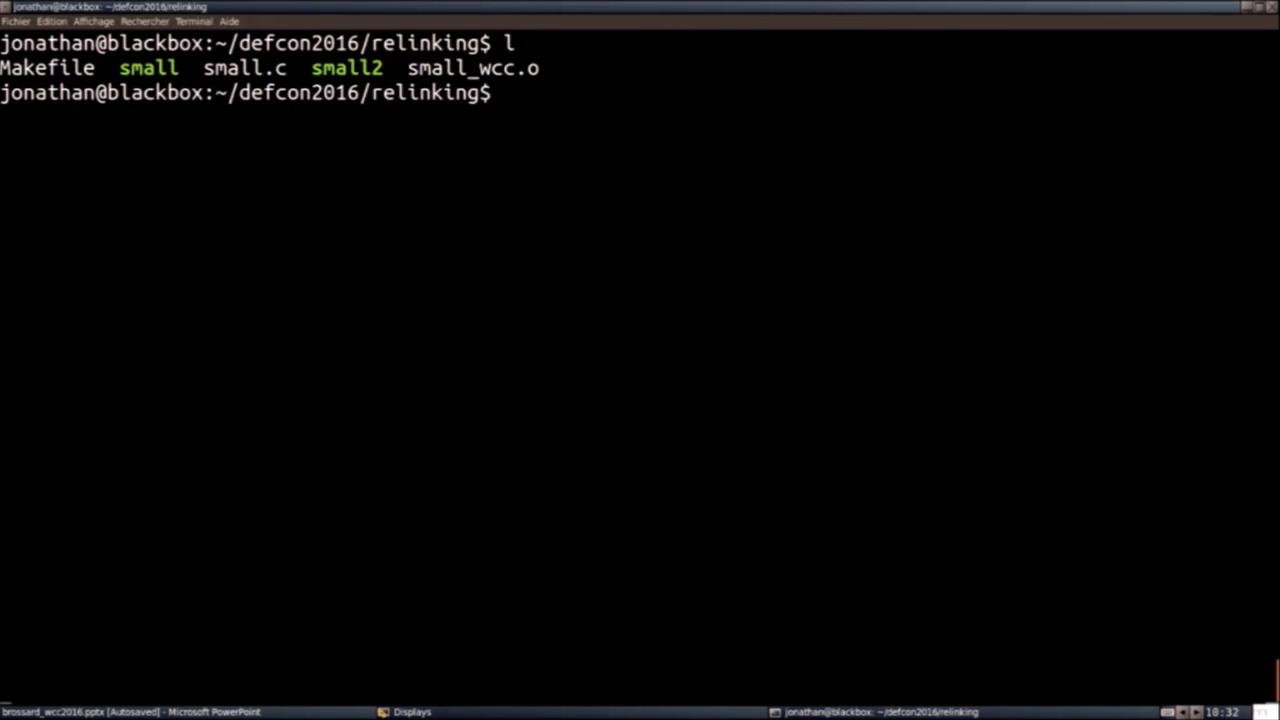 jonathan@blackbox: ~/defcon2016/relinking
Fichier Edition Affichage Rechercher Terminal Aide
jonathan@blackbox:~/defcon2016/relinking$ l
Makefile small small.c small2 small_wcc.o
jonathan@blackbox:~/defcon2016/relinking$
brossard_wcc2016.pptx [Autosaved] - Microsoft PowerPoint Displays jonathan@blackbox: ~/defcon2016/relinking 10:32